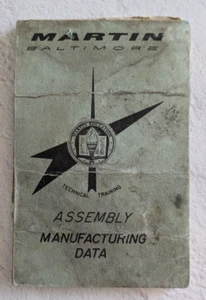 MARTIN
BALTIMORE
TECHNICAL TRAINING
ASSEMBLY
MANUFACTURING
DATA